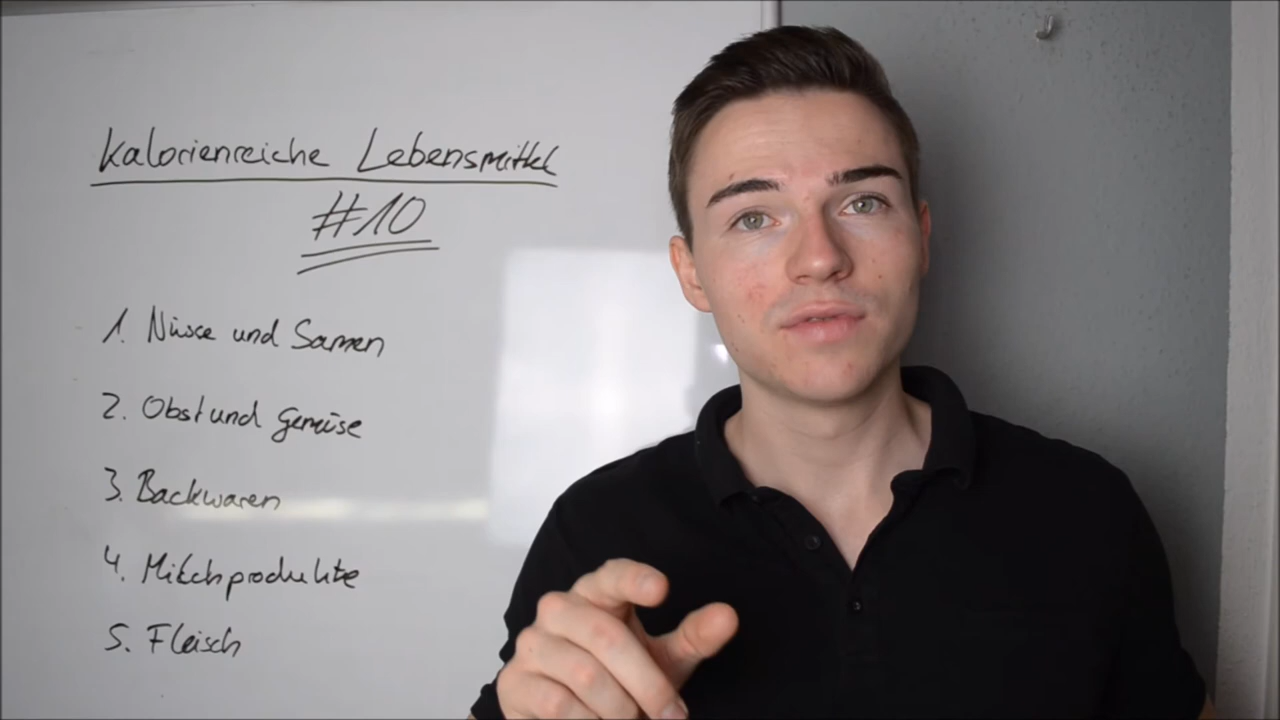 Kalorienreiche Lebensmittel
#10
1. Nüsse und Samen
2. Obst und Gemüse
3. Backwaren
4. Milchprodukte
5. Fleisch